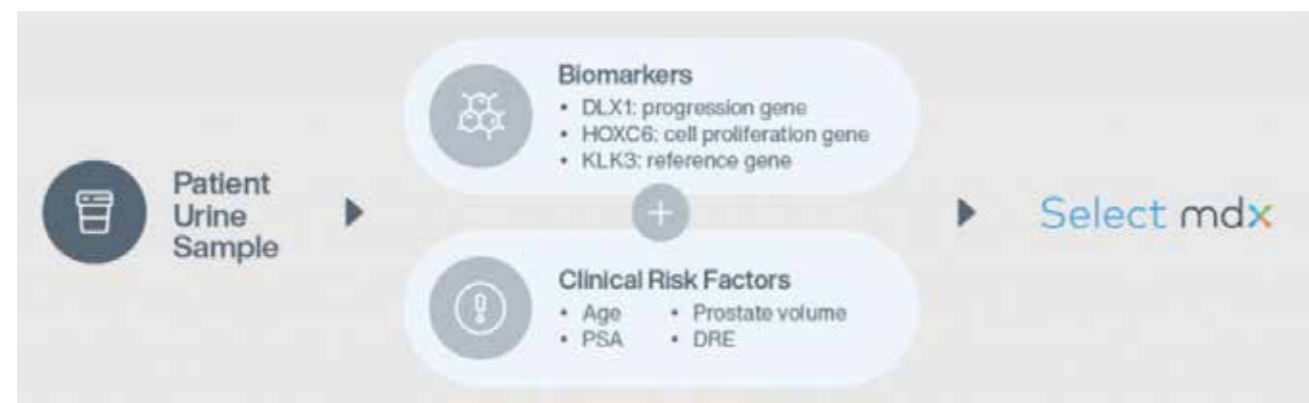 Patient
Urine
Sample
Biomarkers
• DLX1: progression gene
• HOXC6: cell proliferation gene
• KLK3: reference gene
+
Clinical Risk Factors
• Age • Prostate volume
• PSA • DRE
Select mdx